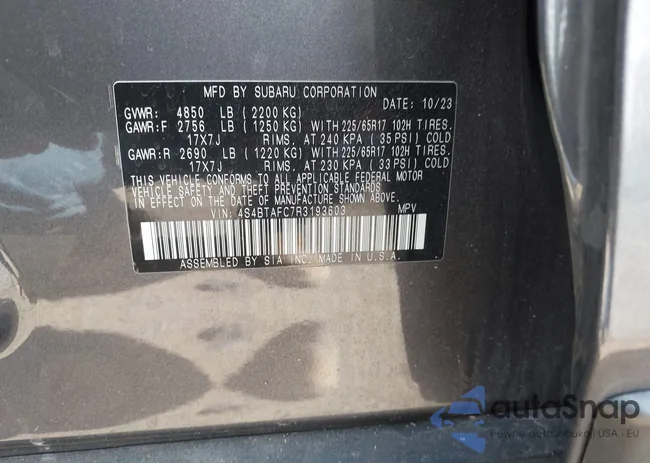 MFD BY SUBARU CORPORATION
DATE: 10/23
GVWR: 4850 LB (2200 KG)
GAWR:F 2756 LB (1250 KG) WITH 225/65R17 102H TIRES.
17X7J RIMS. AT 240 KPA (35 PSI) COLD
GAWR:R 2690 LB (1220 KG) WITH 225/65R17 102H TIRES.
17X7J RIMS. AT 230 KPA (33 PSI) COLD
THIS VEHICLE CONFORMS TO ALL APPLICABLE FEDERAL MOTOR
VEHICLE SAFETY AND THEFT PREVENTION STANDARDS IN
EFFECT ON THE DATE OF MANUFACTURE SHOWN ABOVE.
VIN: 4S4BTAFC7R3193603 MPV
ASSEMBLED BY SIA INC. MADE IN U.S.A.
autoSnap
Pewne autoaukcji USA · EU